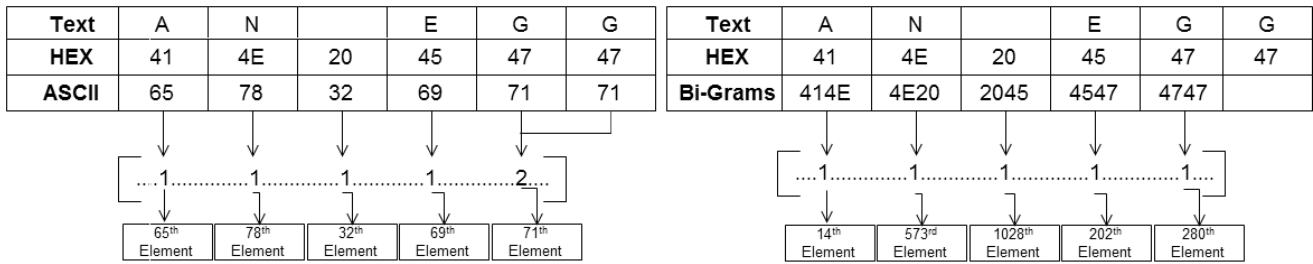 Text A N E G G
HEX 41 4E 20 45 47 47
ASCII 65 78 32 69 71 71
....1.............1.............1.............1.............2....
65th Element 78th Element 32th Element 69th Element 71th Element
Text A N E G G
HEX 41 4E 20 45 47 47
Bi-Grams 414E 4E20 2045 4547 4747
....1.............1.............1.............1.............1....
14th Element 573rd Element 1028th Element 202th Element 280th Element